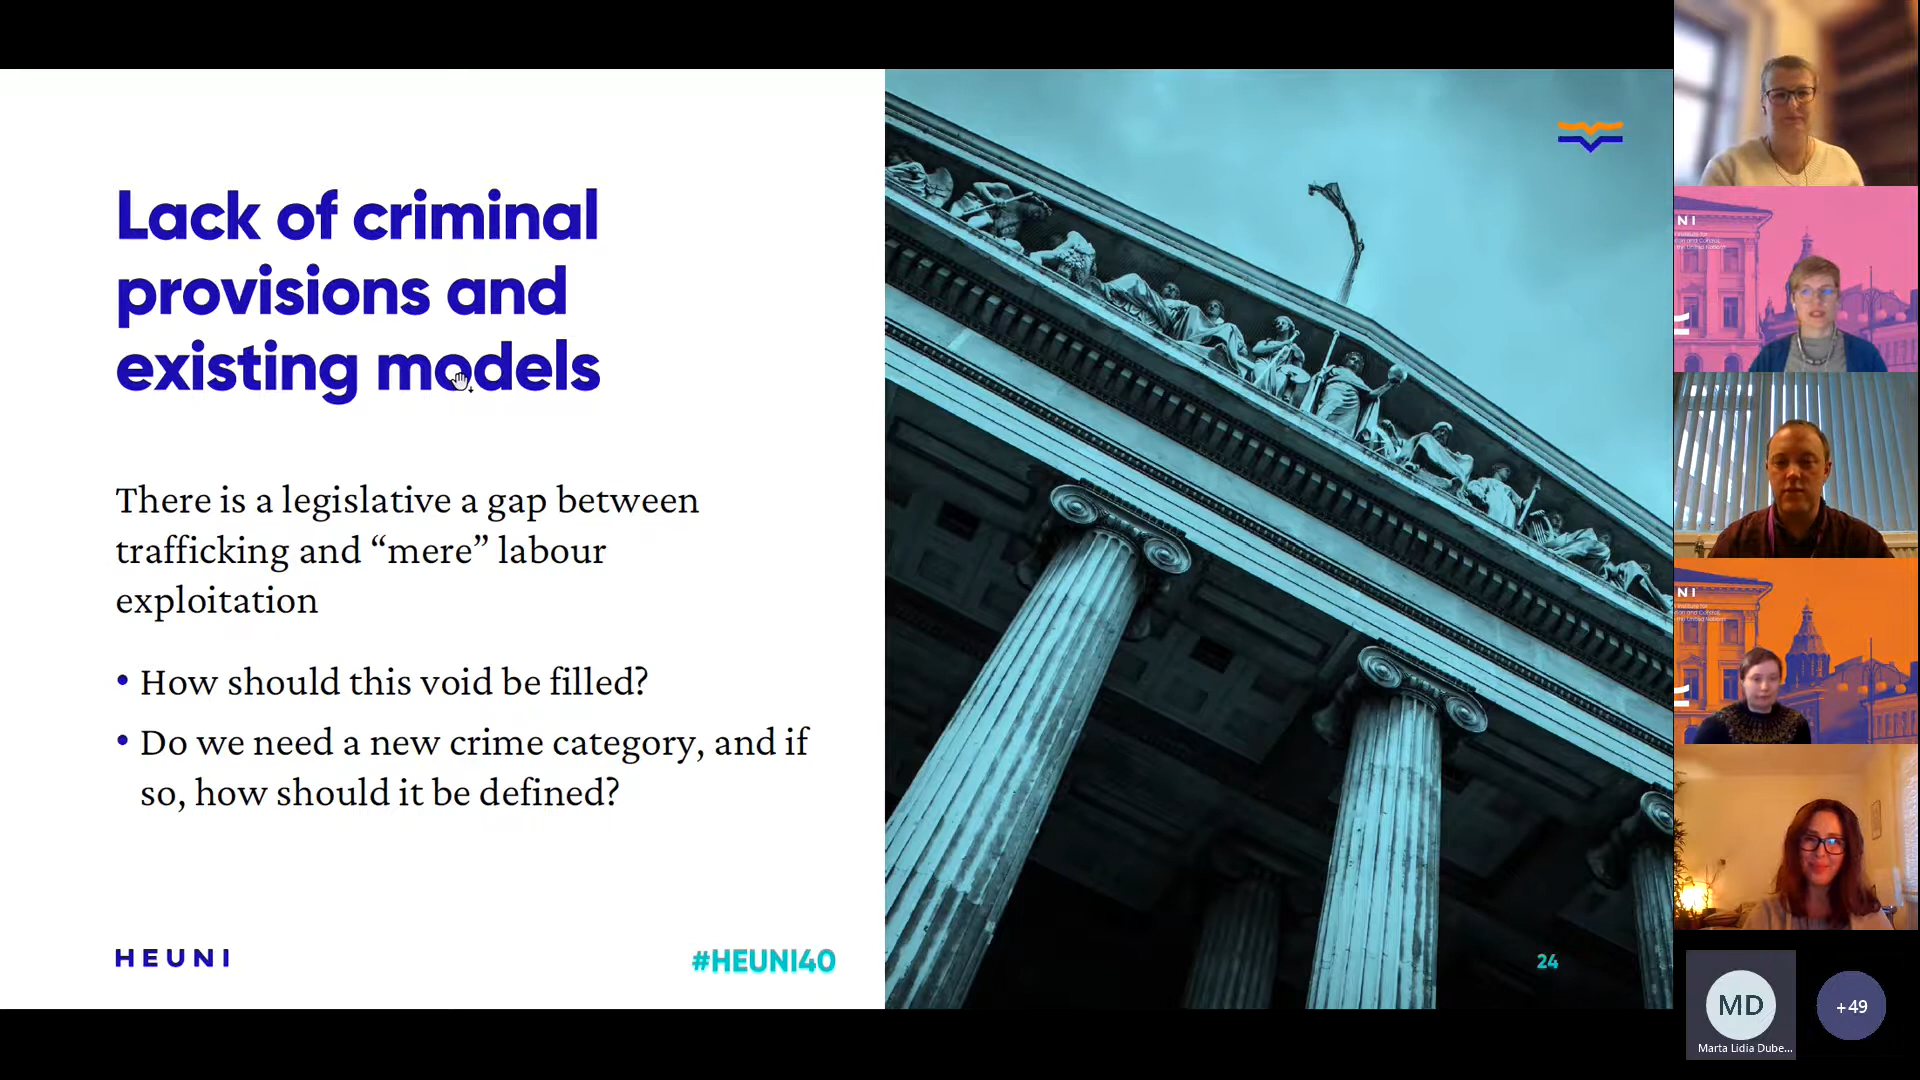 Lack of criminal
provisions and
existing models
There is a legislative a gap between
trafficking and “mere” labour
exploitation
• How should this void be filled?
• Do we need a new crime category, and if
so, how should it be defined?
HEUNI
#HEUNI40
24
NI
NI
MD
Marta Lidia Dube...
+49